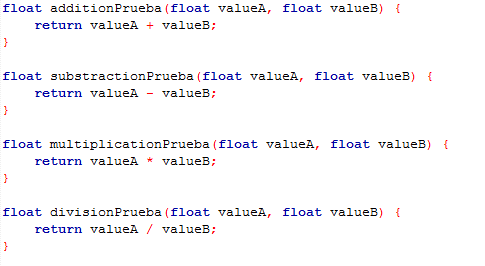 float additionPrueba(float valueA, float valueB) {
    return valueA + valueB;
}

float substractionPrueba(float valueA, float valueB) {
    return valueA - valueB;
}

float multiplicationPrueba(float valueA, float valueB) {
    return valueA * valueB;
}

float divisionPrueba(float valueA, float valueB) {
    return valueA / valueB;
}